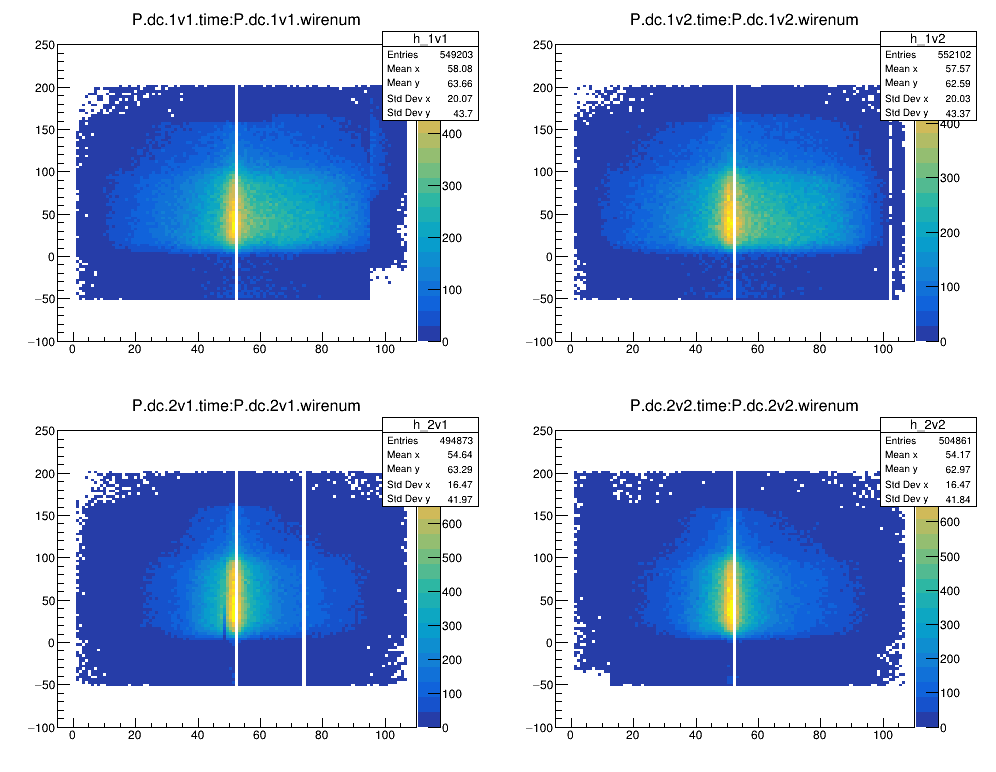 P.dc.1v1.time:P.dc.1v1.wirenum
h_1v1
Entries 549203
Mean x 58.08
Mean y 63.66
Std Dev x 20.07
Std Dev y 43.7
250
200
150
100
50
0
−50
−100
0 20 40 60 80 100
400
300
200
100
0
P.dc.1v2.time:P.dc.1v2.wirenum
h_1v2
Entries 552102
Mean x 57.57
Mean y 62.59
Std Dev x 20.03
Std Dev y 43.37
250
200
150
100
50
0
−50
−100
0 20 40 60 80 100
400
300
200
100
0
P.dc.2v1.time:P.dc.2v1.wirenum
h_2v1
Entries 494873
Mean x 54.64
Mean y 63.29
Std Dev x 16.47
Std Dev y 41.97
250
200
150
100
50
0
−50
−100
0 20 40 60 80 100
600
500
400
300
200
100
0
P.dc.2v2.time:P.dc.2v2.wirenum
h_2v2
Entries 504861
Mean x 54.17
Mean y 62.97
Std Dev x 16.47
Std Dev y 41.84
250
200
150
100
50
0
−50
−100
0 20 40 60 80 100
600
500
400
300
200
100
0